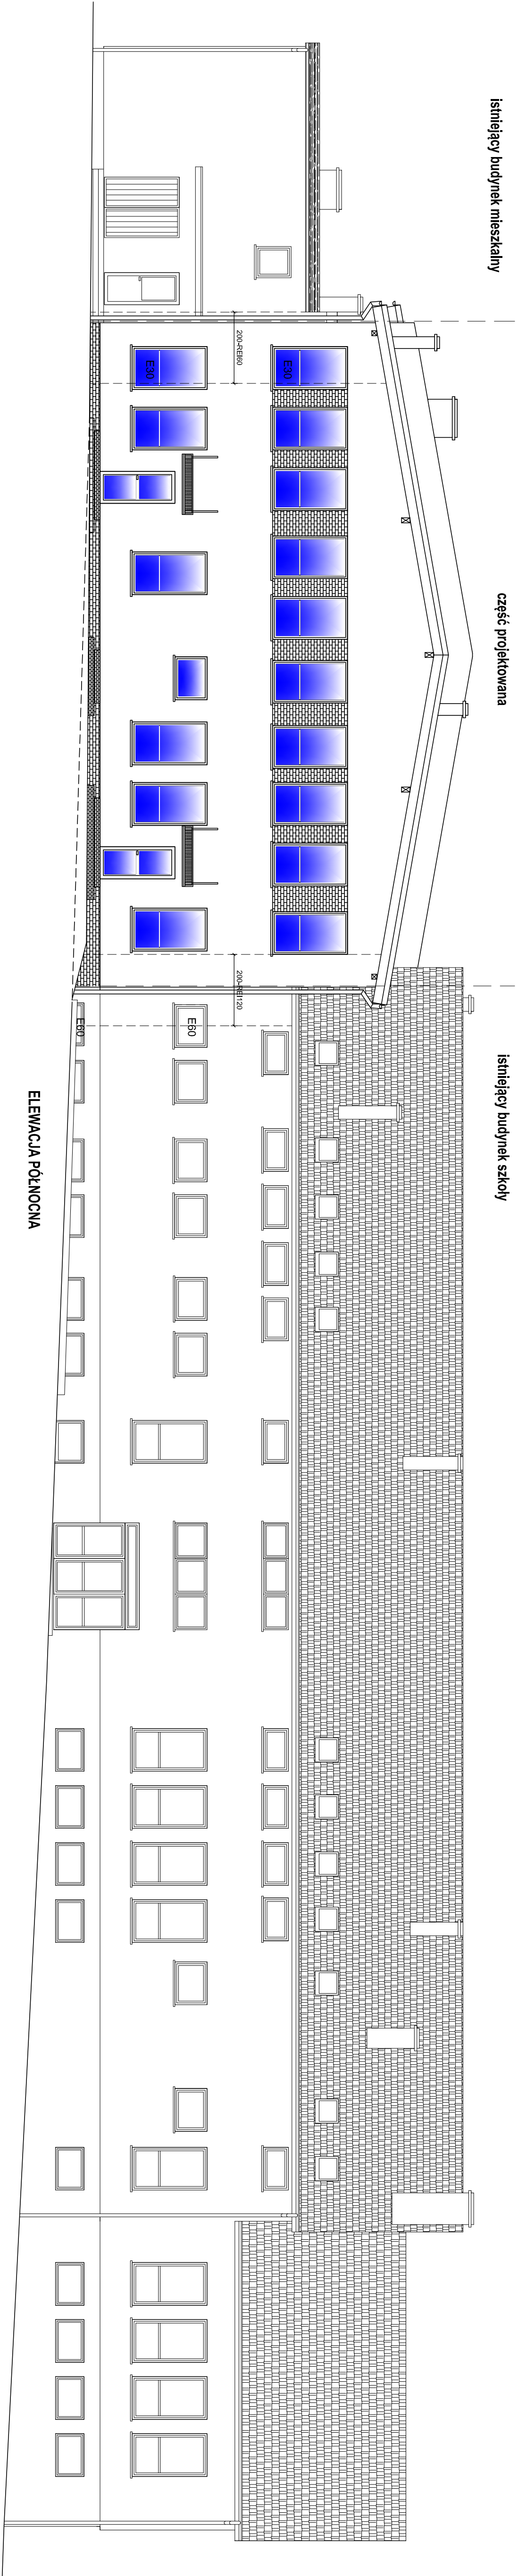 istniejący budynek mieszkalny
część projektowana
istniejący budynek szkoły
200-REI60
200-REI120
E30
E30
E60
E60
ELEWACJA PÓŁNOCNA